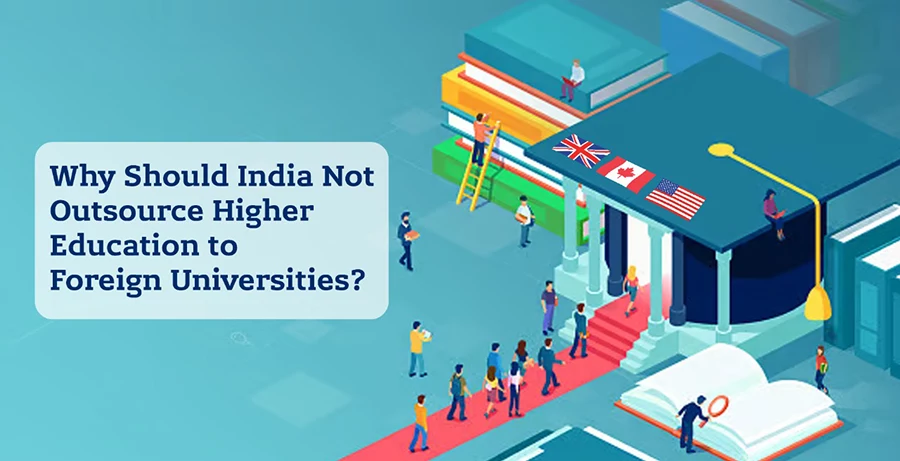 Why Should India Not
Outsource Higher
Education to
Foreign Universities?